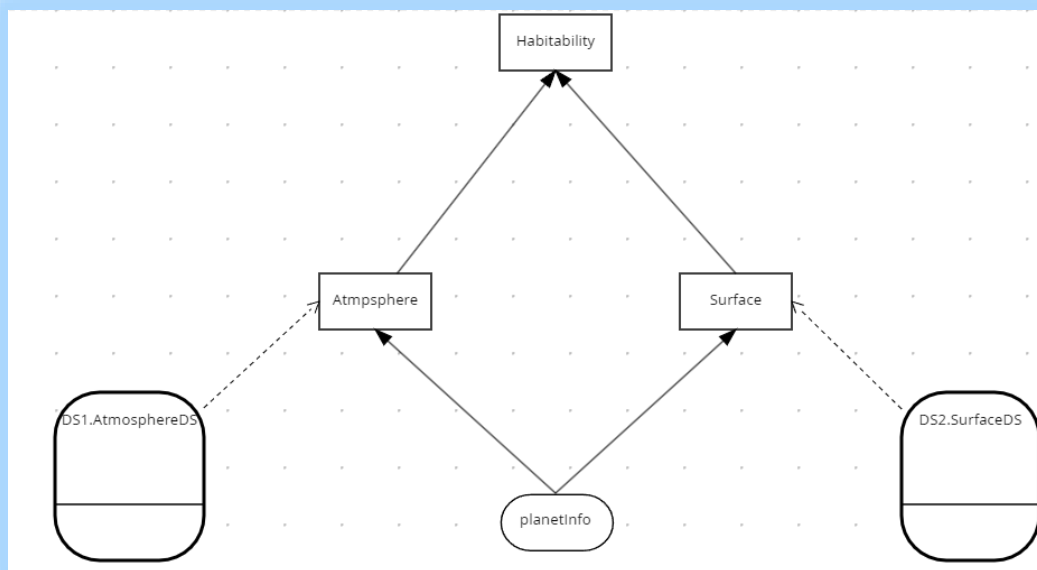 Habitability
Atmpsphere
Surface
DS1.AtmosphereDS
DS2.SurfaceDS
planetInfo